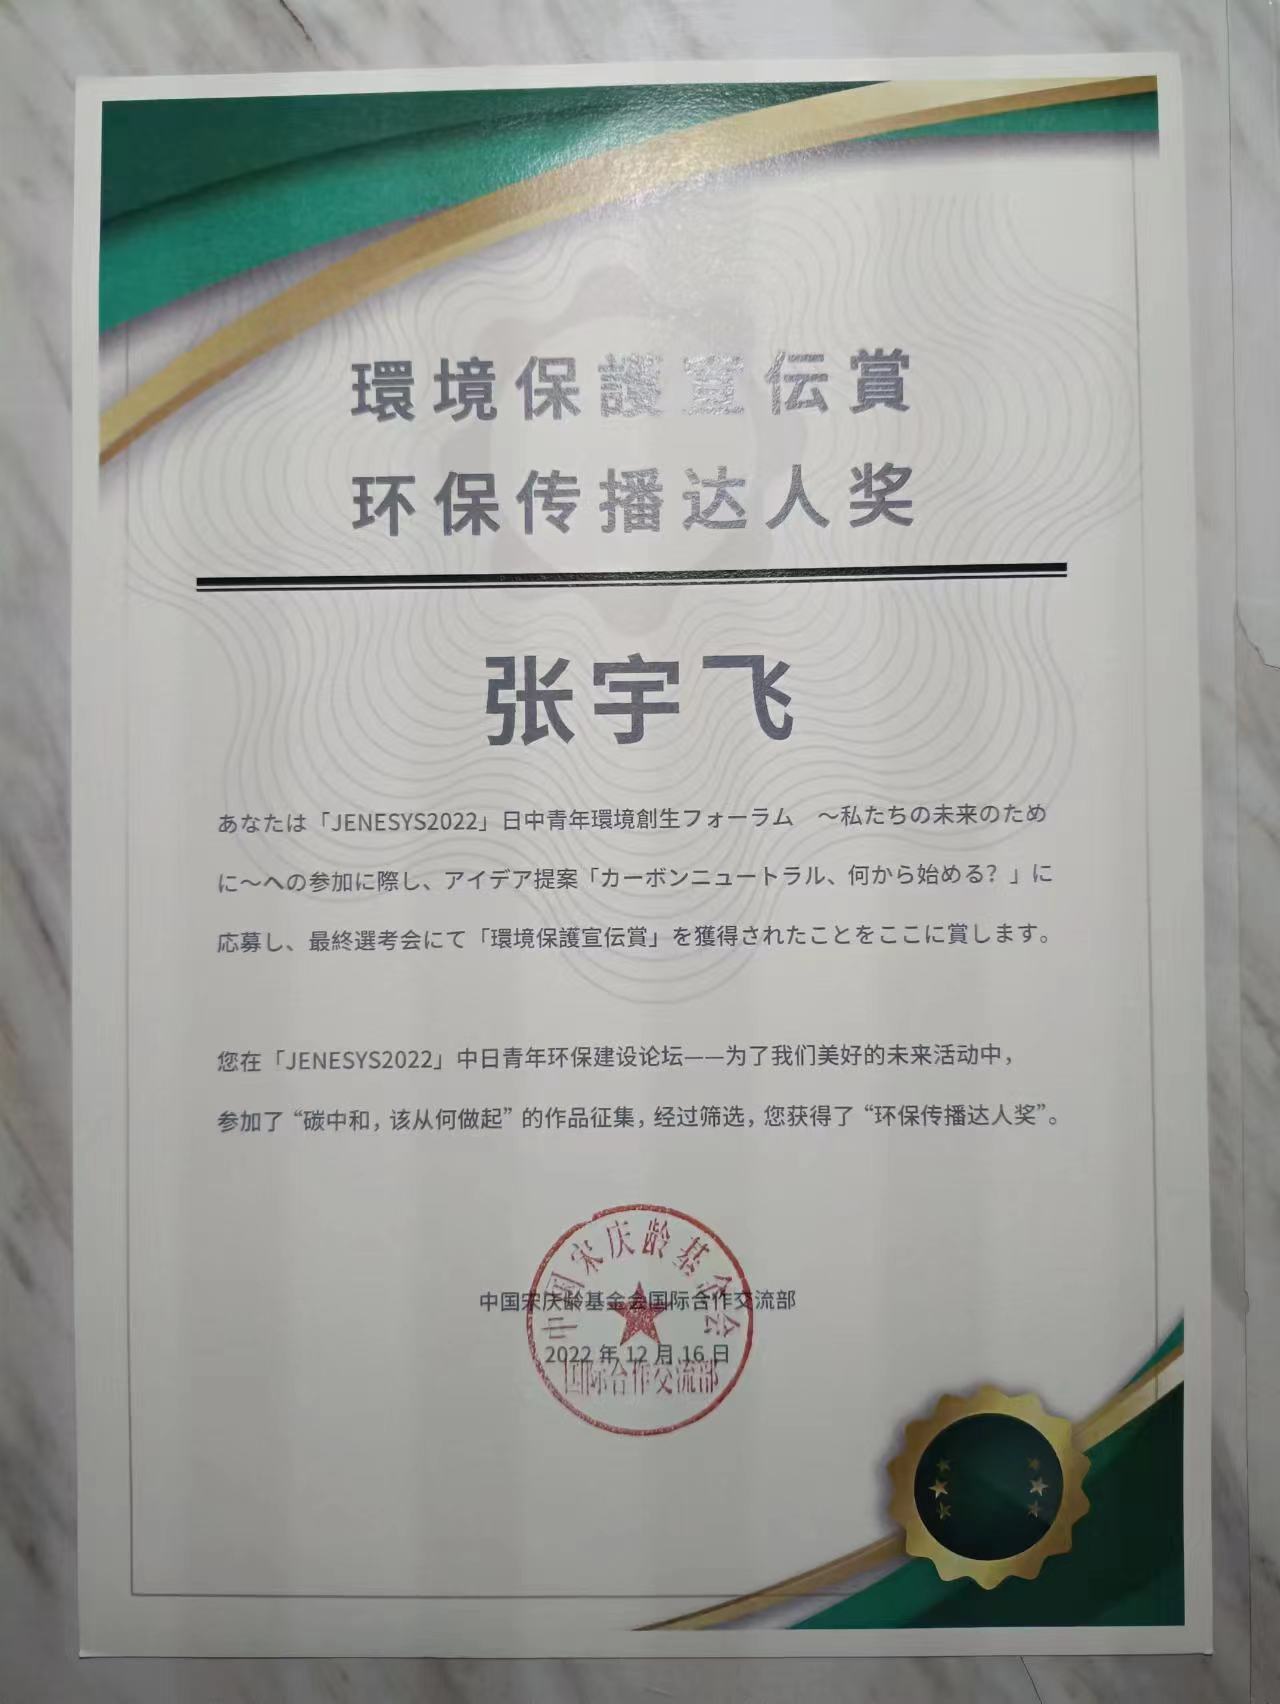 環境保護宣伝賞
环保传播达人奖
张宇飞
あなたは「JENESYS2022」日中青年環境創生フォーラム　～私たちの未来のため
に～への参加に際し、アイデア提案「カーボンニュートラル、何から始める？」に
応募し、最終選考会にて「環境保護宣伝賞」を獲得されたことをここに賞します。
您在「JENESYS2022」中日青年环保建设论坛——为了我们美好的未来活动中，
参加了“碳中和，该从何做起”的作品征集，经过筛选，您获得了“环保传播达人奖”。
中国宋庆龄基金会国际合作交流部
2022 年 12 月 16 日
中国宋庆龄基金会
国际合作交流部